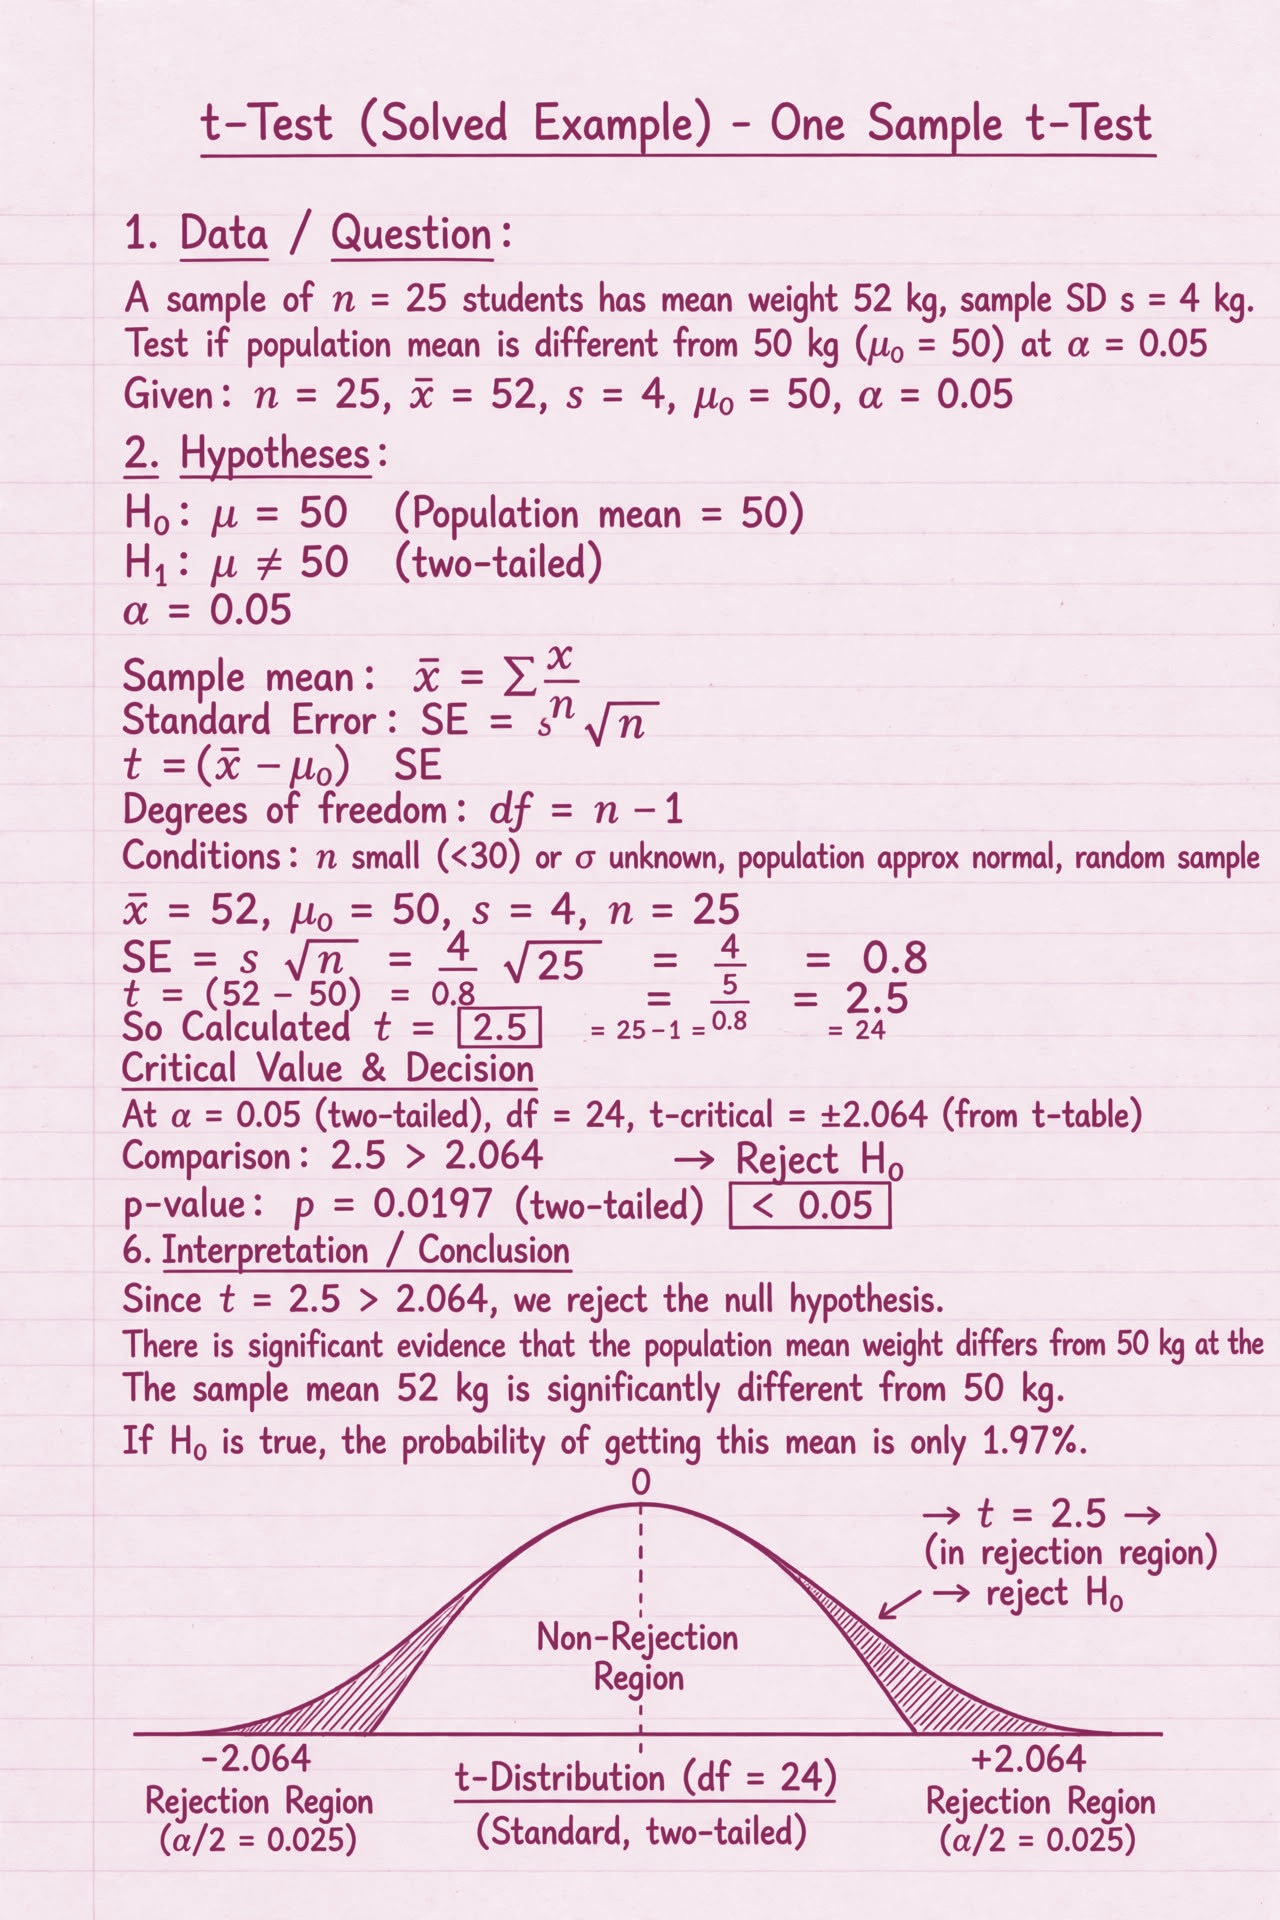 t-Test (Solved Example) - One Sample t-Test
1. Data / Question:
A sample of n = 25 students has mean weight 52 kg, sample SD s = 4 kg.
Test if population mean is different from 50 kg (μ₀ = 50) at α = 0.05
Given: n = 25, x̄ = 52, s = 4, μ₀ = 50, α = 0.05
2. Hypotheses:
H₀: μ = 50 (Population mean = 50)
H₁: μ ≠ 50 (two-tailed)
α = 0.05
Sample mean: x̄ = ∑ x/n
Standard Error: SE = s √n
t = (x̄ − μ₀) SE
Degrees of freedom: df = n − 1
Conditions: n small (<30) or σ unknown, population approx normal, random sample
x̄ = 52, μ₀ = 50, s = 4, n = 25
SE = s √n = 4 √25 = 4/5 = 0.8
t = (52 − 50) = 0.8 = /0.8 = 2.5
So Calculated t = 2.5 = 25−1 = = 24
Critical Value & Decision
At α = 0.05 (two-tailed), df = 24, t-critical = ±2.064 (from t-table)
Comparison: 2.5 > 2.064 → Reject H₀
p-value: p = 0.0197 (two-tailed) < 0.05
6. Interpretation / Conclusion
Since t = 2.5 > 2.064, we reject the null hypothesis.
There is significant evidence that the population mean weight differs from 50 kg at the
The sample mean 52 kg is significantly different from 50 kg.
If H₀ is true, the probability of getting this mean is only 1.97%.
0
→ t = 2.5 →
(in rejection region)
→ reject H₀
Non-Rejection
Region
-2.064
Rejection Region
(α/2 = 0.025)
t-Distribution (df = 24)
(Standard, two-tailed)
+2.064
Rejection Region
(α/2 = 0.025)